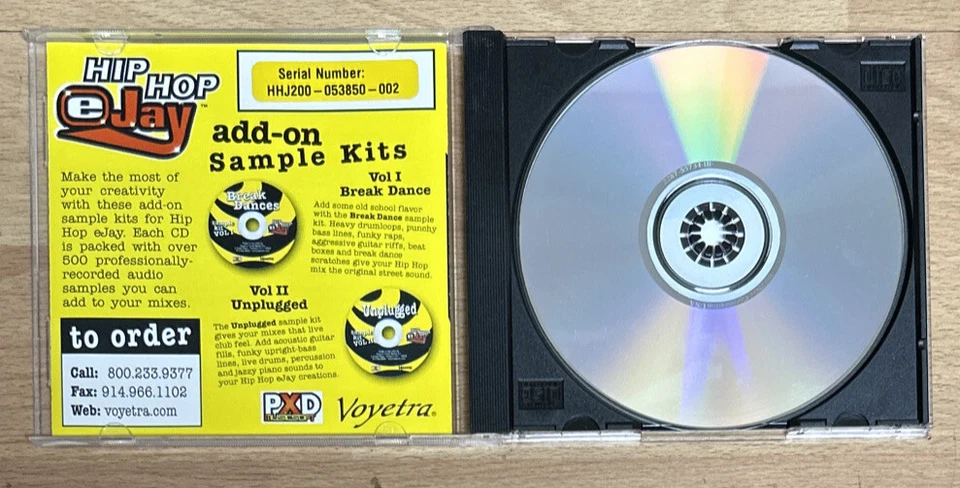 HIP HOP
eJay™
Serial Number:
HHJ200-053850-002
add-on
Sample Kits
Make the most of
your creativity
with these add-on
sample kits for Hip
Hop eJay. Each CD
is packed with over
500 professionally-
recorded audio
samples you can
add to your mixes.
Break
Dances
Vol I
Break Dance
Add some old school flavor
with the Break Dance sample
kit. Heavy drumloops, punchy
bass lines, funky raps,
aggressive guitar riffs, beat
boxes and break dance
scratches give your Hip Hop
mix the original street sound.
Vol II
Unplugged
The Unplugged sample kit
gives your mixes that live
club feel. Add acoustic guitar
fills, funky upright-bass
lines, live drums, percussion
and jazzy piano sounds to
your Hip Hop eJay creations.
Unplugged
to order
Call: 800.233.9377
Fax: 914.966.1102
Web: voyetra.com
PXD
Voyetra®